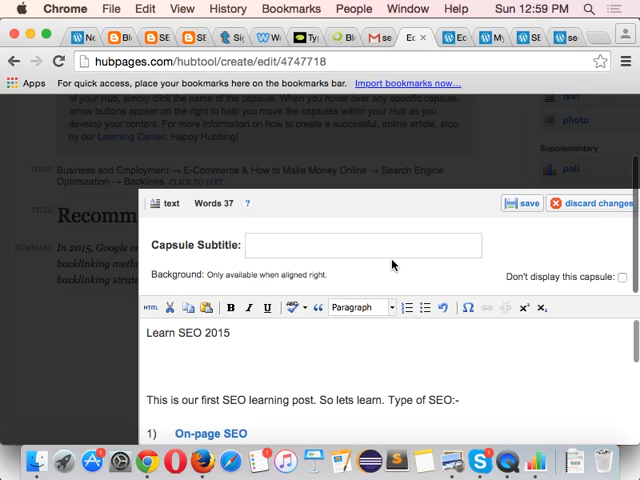 Chrome File Edit View History Bookmarks People Window Help Sun 12:59 PM
hubpages.com/hubtool/create/edit/4747718
Apps For quick access, place your bookmarks here on the bookmarks bar. Import bookmarks now…
of your Hub, simply click the name of the capsule. When you hover over any specific capsule,
arrow buttons appear on the right to help you move the capsules within your Hub as you
develop your content. For more information on how to create a successful, online article, stop
by our Learning Center. Happy Hubbing!
text
photo
Supplementary
poll
TOPIC Business and Employment → E-Commerce & How to Make Money Online → Search Engine
Optimization → Backlinks CLICK TO EDIT
text Words 37 ? save discard changes
TITLE: Recomm
SUMMARY In 2015, Google o
backlinking meth
backlinking strate
Capsule Subtitle:
Background: Only available when aligned right. Don't display this capsule:
HTML B I U ABC Paragraph
Learn SEO 2015
This is our first SEO learning post. So lets learn. Type of SEO:-
1) On-page SEO